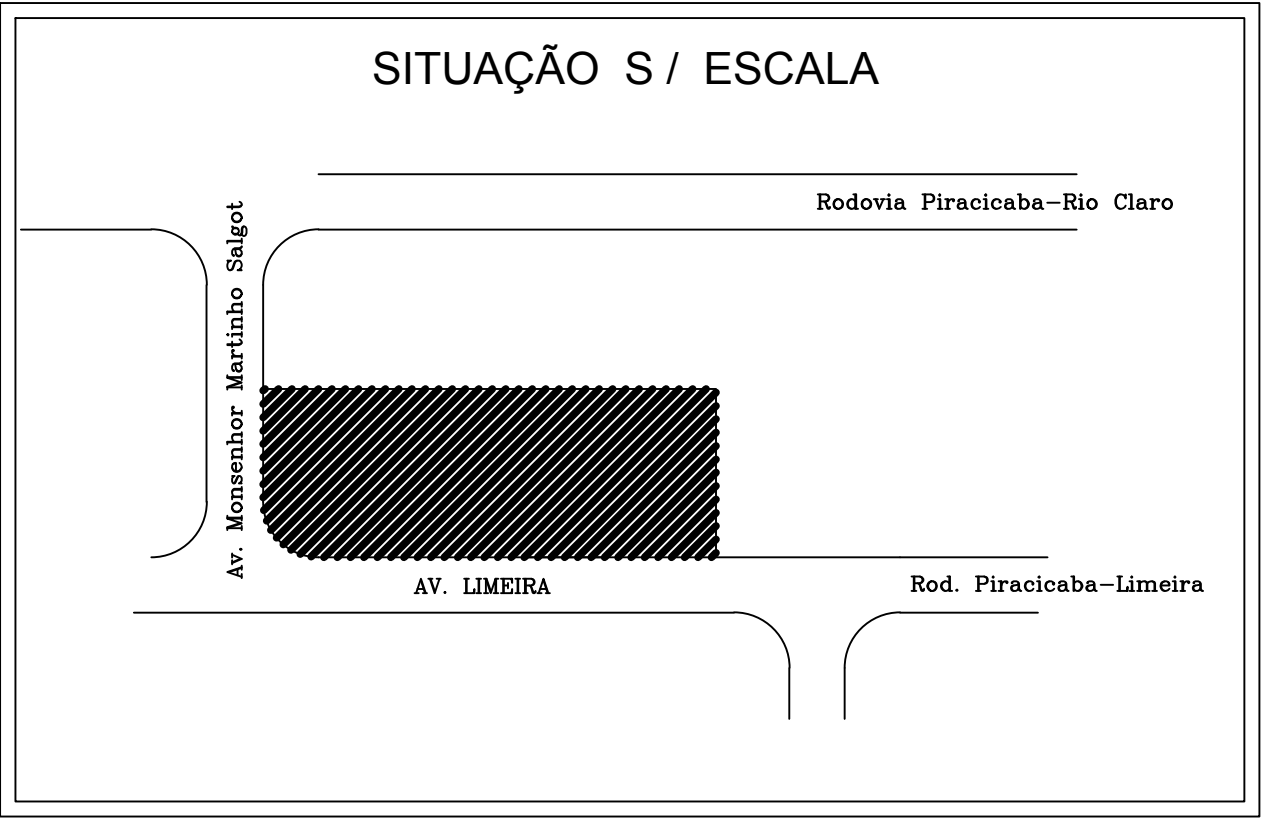 SITUAÇÃO S / ESCALA
Rodovia Piracicaba-Rio Claro
Av. Monsenhor Martinho Salgot
AV. LIMEIRA
Rod. Piracicaba-Limeira